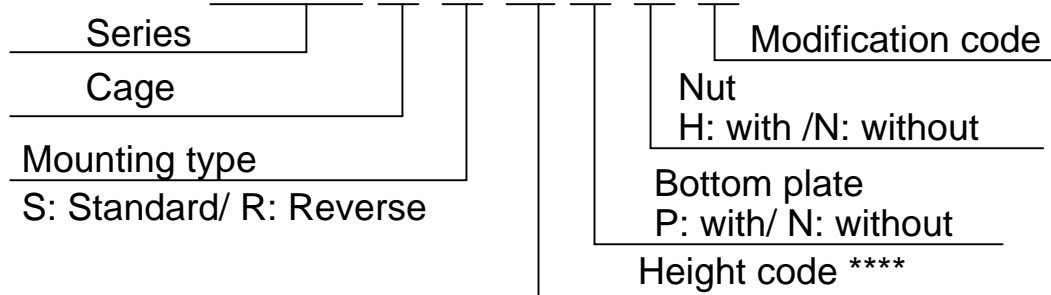 Series
Modification code
Cage
Nut
H: with /N: without
Mounting type
S: Standard/ R: Reverse
Bottom plate
P: with/ N: without
Height code ****